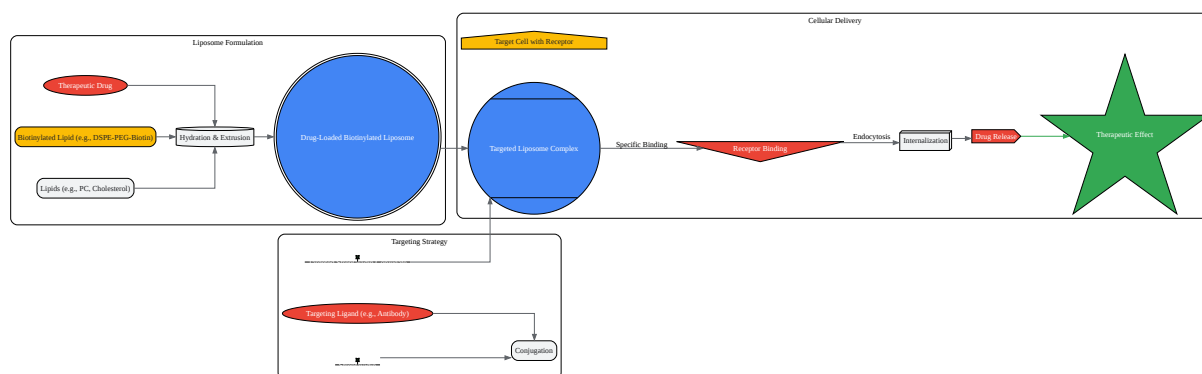 Cellular Delivery
Liposome Formulation
Target Cell with Receptor
Therapeutic Drug
Biotinylated Lipid (e.g., DSPE-PEG-Biotin)
Hydration & Extrusion
Drug-Loaded Biotinylated Liposome
Lipids (e.g., PC, Cholesterol)
Targeted Liposome Complex
Specific Binding
Receptor Binding
Endocytosis
Internalization
Drug Release
Therapeutic Effect
Targeting Strategy
Targeting Ligand (e.g., Antibody)
Conjugation